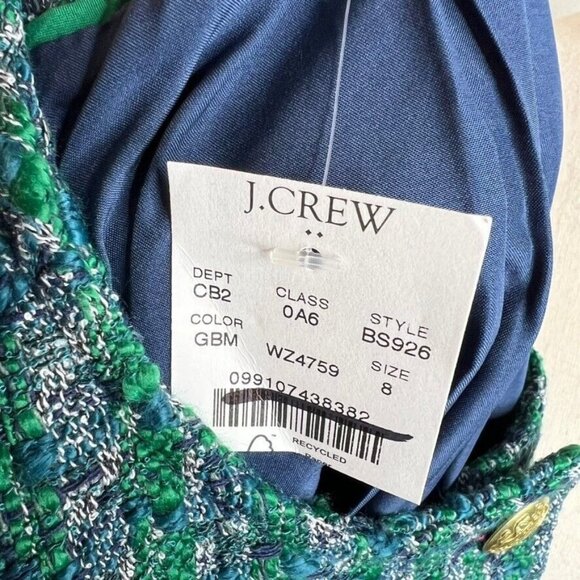 J.CREW
DEPT CLASS STYLE
CB2 0A6 BS926
COLOR WZ4759 SIZE
GBM 8
099107438382
RECYCLED